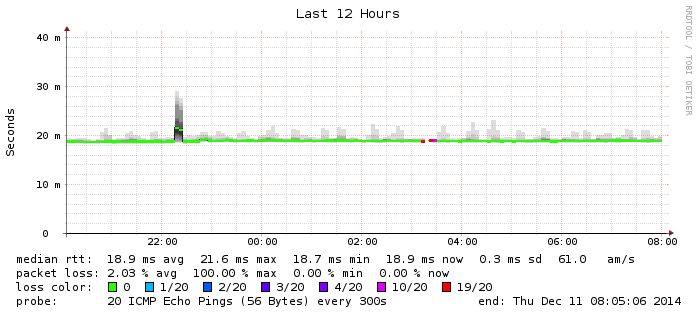 Last 12 Hours
RRDTOOL / TOBI OETIKER
Seconds
40 m
30 m
20 m
10 m
0
22:00 00:00 02:00 04:00 06:00 08:00
median rtt: 18.9 ms avg 21.6 ms max 18.7 ms min 18.9 ms now 0.3 ms sd 61.0 am/s
packet loss: 2.03 % avg 100.00 % max 0.00 % min 0.00 % now
loss color: 0 1/20 2/20 3/20 4/20 10/20 19/20
probe: 20 ICMP Echo Pings (56 Bytes) every 300s end: Thu Dec 11 08:05:06 2014